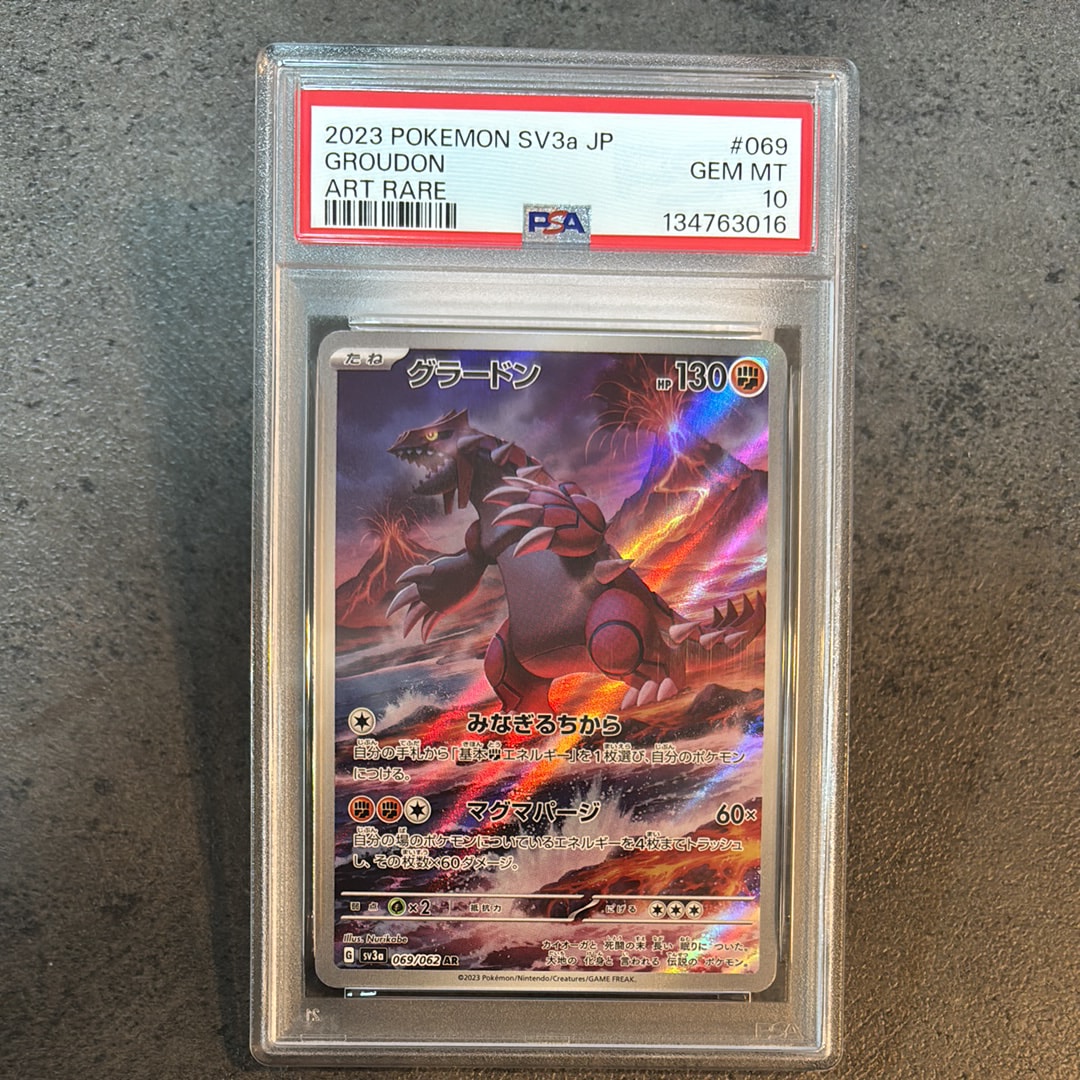 2023 POKEMON SV3a JP
#069
GROUDON
GEM MT
ART RARE
10
PSA
134763016
たね
グラードン
HP 130
みなぎるちから
自分の手札から「基本エネルギー」を1枚選び、自分のポケモン
につける。
マグマパージ 60×
自分の場のポケモンについているエネルギーを4枚までトラッシュ
し、その枚数×60ダメージ。
弱点 ×2 抵抗力 にげる
Illus. Nurikabe
カイオーガと 死闘の末 長い 眠りに ついた。
大地の 化身と 言われる 伝説の ポケモン。
G sv3a 069/062 AR
©2023 Pokémon/Nintendo/Creatures/GAME FREAK.